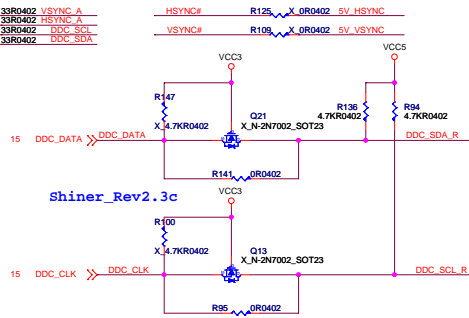 33R0402 VSYNC_A
33R0402 HSYNC_A
33R0402 DDC_SCL
33R0402 DDC_SDA
HSYNC# R125 X_0R0402 5V_HSYNC
VSYNC# R109 X_0R0402 5V_VSYNC
VCC3
VCC5
R147
X_4.7KR0402
Q21
X_N-2N7002_SOT23
R136
4.7KR0402
R94
4.7KR0402
15 DDC_DATA DDC_DATA
DDC_SDA_R
R141 0R0402
Shiner_Rev2.3c
VCC3
R100
X_4.7KR0402
Q13
X_N-2N7002_SOT23
15 DDC_CLK DDC_CLK
DDC_SCL_R
R95 0R0402